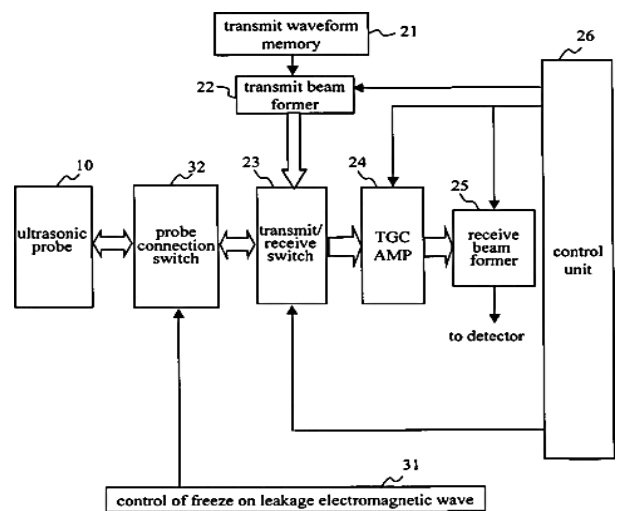 transmit waveform
memory
21
26
22
transmit beam
former
10
32
23
24
25
ultrasonic
probe
probe
connection
switch
transmit/
receive
switch
TGC
AMP
receive
beam
former
control
unit
to detector
31
control of freeze on leakage electromagnetic wave